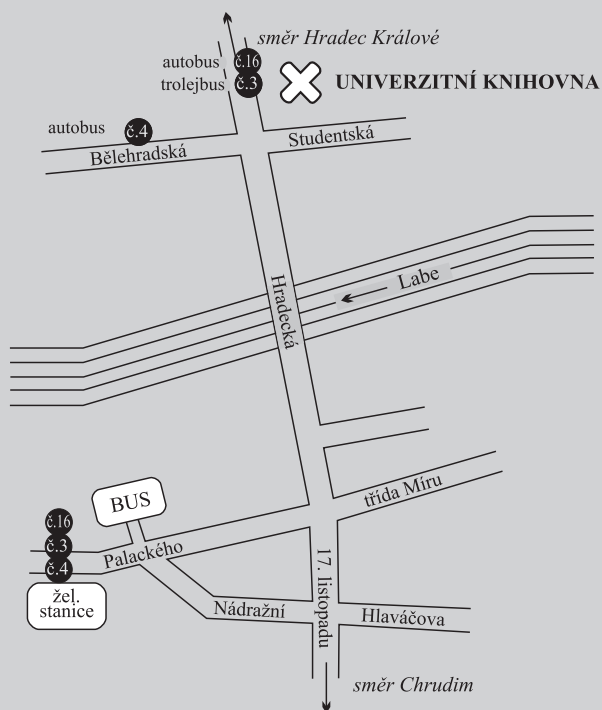 směr Hradec Králové
autobus č.16
trolejbus č.3
UNIVERZITNÍ KNIHOVNA
autobus č.4
Bělehradská
Studentská
Hradecká
Labe
BUS
třída Míru
č.16
č.3
č.4
Palackého
žel.
stanice
17. listopadu
Nádražní
Hlaváčova
směr Chrudim